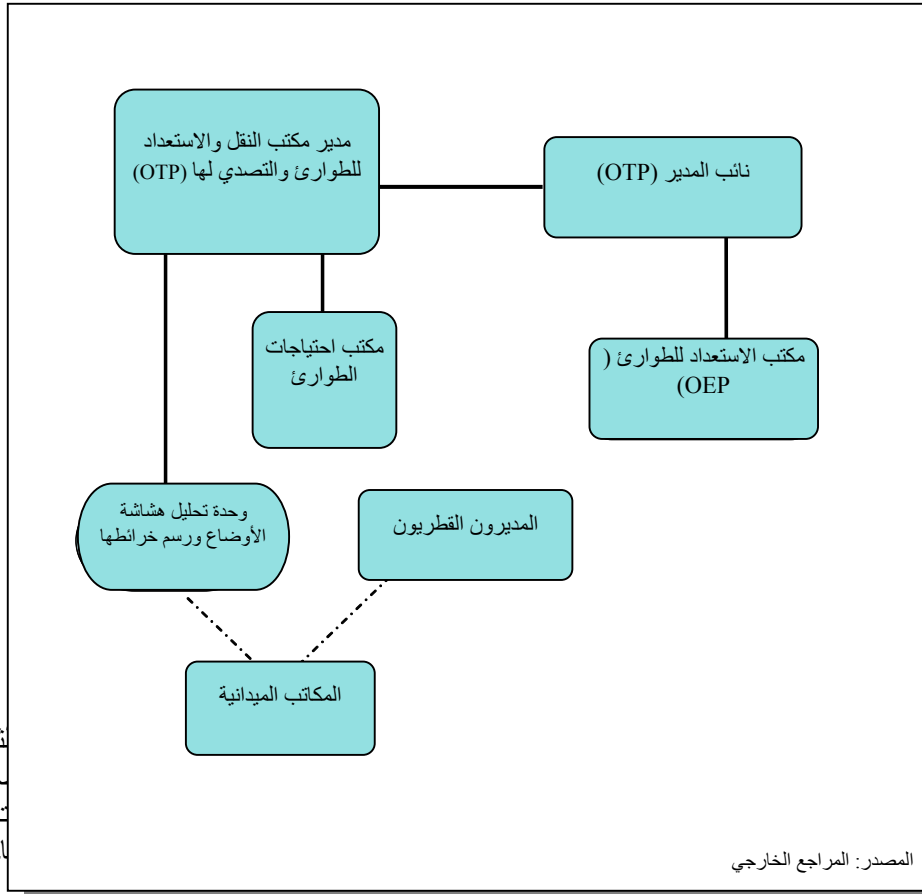 مدير مكتب النقل والاستعداد
للطوارئ والتصدي لها (OTP)
نائب المدير (OTP)
مكتب احتياجات
الطوارئ
مكتب الاستعداد للطوارئ (
OEP)
وحدة تحليل هشاشة
الأوضاع ورسم خرائطها
المديرون القطريون
المكاتب الميدانية
المصدر: المراجع الخارجي